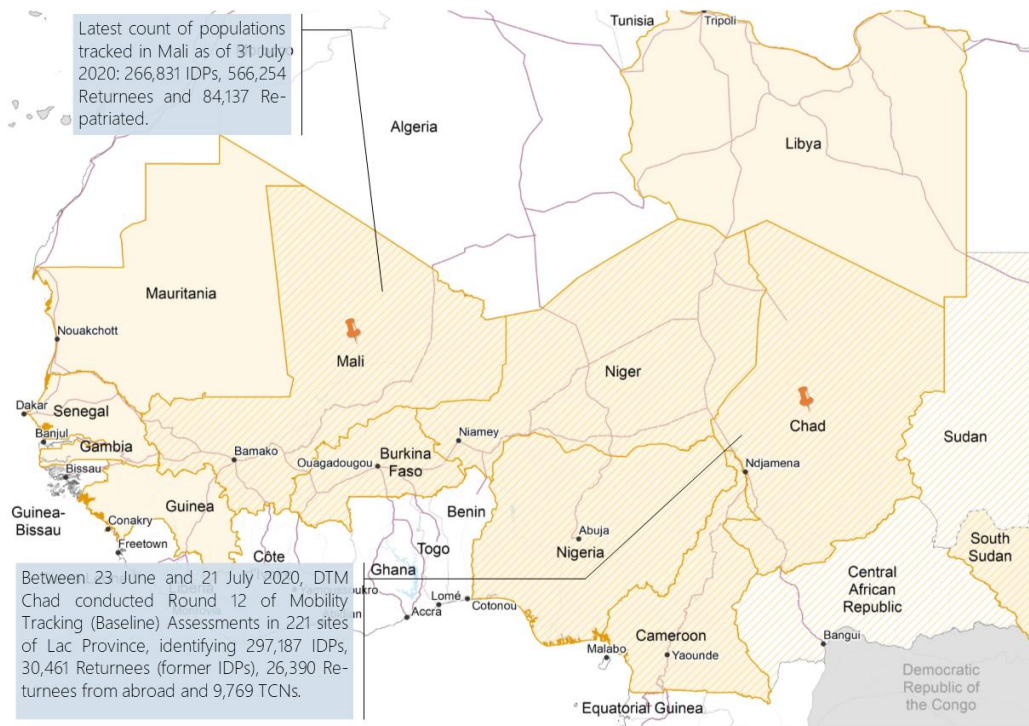 Latest count of populations
tracked in Mali as of 31 July
2020: 266,831 IDPs, 566,254
Returnees and 84,137 Re-
patriated.
Tunisia
Tripoli
Algeria
Libya
Mauritania
Nouakchott
Mali
Niger
Chad
Dakar
Senegal
Banjul
Gambia
Bissau
Guinea-
Bissau
Bamako
Niamey
Ouagadougou
Burkina
Faso
Ndjamena
Sudan
Guinea
Conakry
Freetown
Benin
Abuja
Nigeria
South
Sudan
Côte
Togo
Ghana
Lomé
Cotonou
Accra
Central
African
Republic
Bangui
Cameroon
Yaounde
Malabo
Equatorial Guinea
Democratic
Republic of
the Congo
Between 23 June and 21 July 2020, DTM
Chad conducted Round 12 of Mobility
Tracking (Baseline) Assessments in 221 sites
of Lac Province, identifying 297,187 IDPs,
30,461 Returnees (former IDPs), 26,390 Re-
turnees from abroad and 9,769 TCNs.